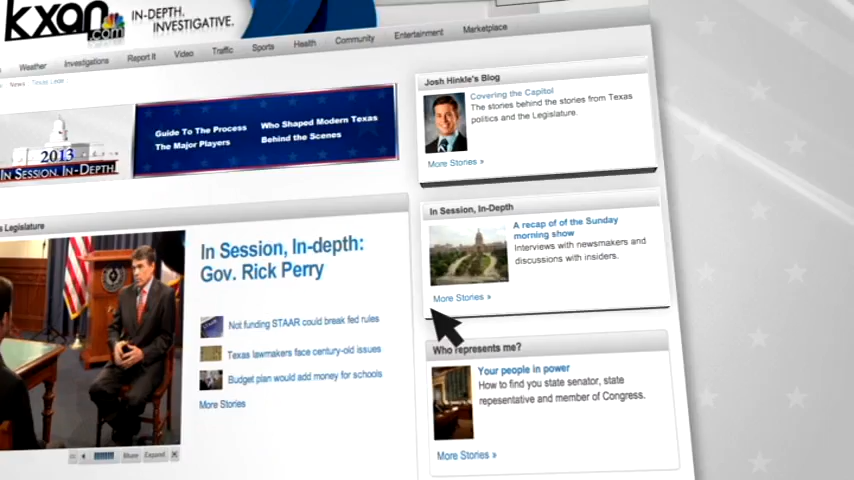 kxan
.com
IN-DEPTH.
INVESTIGATIVE.
Weather Investigations Report It Video Traffic Sports Health Community Entertainment Marketplace
News
2013
IN SESSION. IN-DEPTH.
Guide To The Process
The Major Players
Who Shaped Modern Texas
Behind the Scenes
Legislature
In Session, In-depth:
Gov. Rick Perry
Not funding STAAR could break fed rules
Texas lawmakers face century-old issues
Budget plan would add money for schools
More Stories
Share Expand
Josh Hinkle's Blog
Covering the Capitol
The stories behind the stories from Texas
politics and the Legislature.
More Stories »
In Session, In-Depth
A recap of of the Sunday
morning show
Interviews with newsmakers and
discussions with insiders.
More Stories »
Who represents me?
Your people in power
How to find you state senator, state
representative and member of Congress.
More Stories »